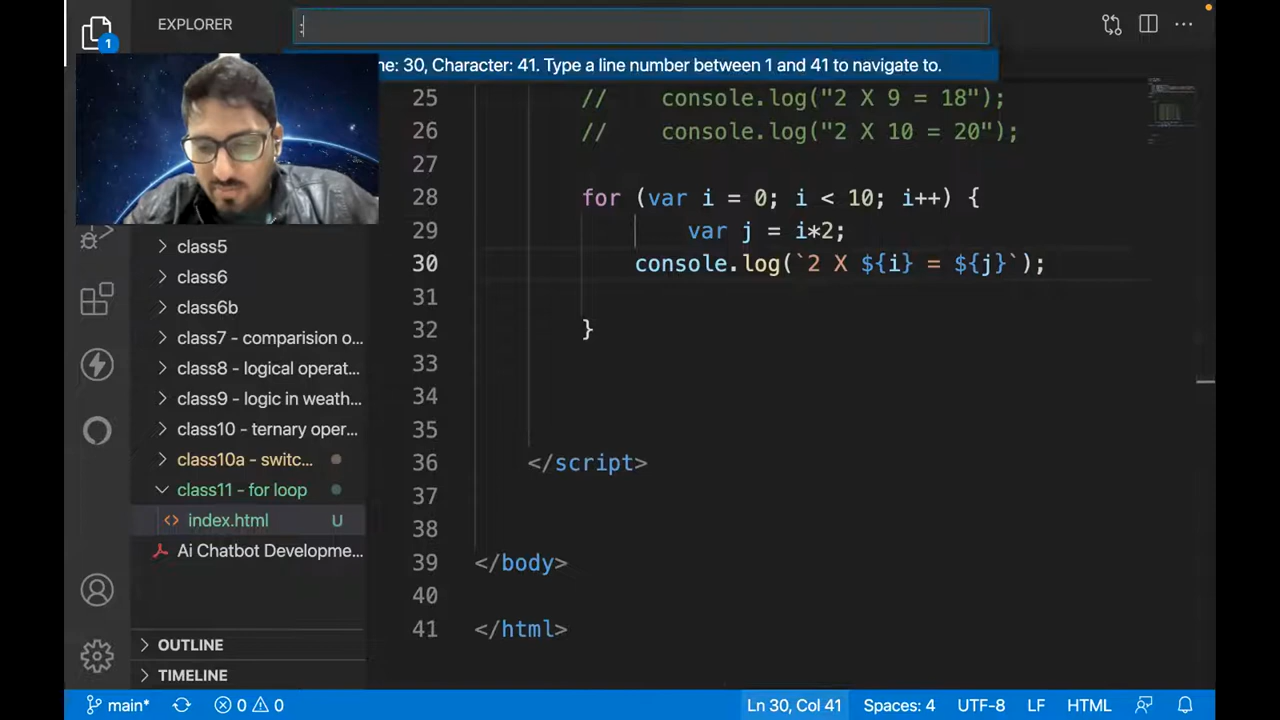 EXPLORER
:
1
ne: 30, Character: 41. Type a line number between 1 and 41 to navigate to.
25 //    console.log("2 X 9 = 18");
26 //    console.log("2 X 10 = 20");
27
28 for (var i = 0; i < 10; i++) {
29 var j = i*2;
30 console.log(`2 X ${i} = ${j}`);
31
32 }
33
34
35
36 </script>
37
38
39 </body>
40
41 </html>
class5
class6
class6b
class7 - comparision o...
class8 - logical operat...
class9 - logic in weath...
class10 - ternary oper...
class10a - switc...
class11 - for loop
<> index.html U
Ai Chatbot Developme...
OUTLINE
TIMELINE
main* 0 0 Ln 30, Col 41 Spaces: 4 UTF-8 LF HTML